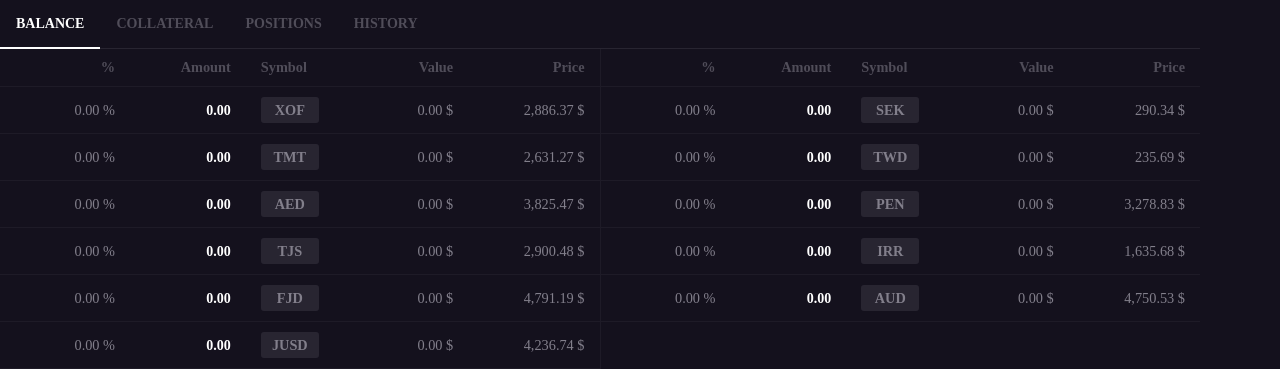 BALANCE COLLATERAL POSITIONS HISTORY
% Amount Symbol Value Price % Amount Symbol Value Price
0.00 % 0.00 XOF 0.00 $ 2,886.37 $ 0.00 % 0.00 SEK 0.00 $ 290.34 $
0.00 % 0.00 TMT 0.00 $ 2,631.27 $ 0.00 % 0.00 TWD 0.00 $ 235.69 $
0.00 % 0.00 AED 0.00 $ 3,825.47 $ 0.00 % 0.00 PEN 0.00 $ 3,278.83 $
0.00 % 0.00 TJS 0.00 $ 2,900.48 $ 0.00 % 0.00 IRR 0.00 $ 1,635.68 $
0.00 % 0.00 FJD 0.00 $ 4,791.19 $ 0.00 % 0.00 AUD 0.00 $ 4,750.53 $
0.00 % 0.00 JUSD 0.00 $ 4,236.74 $